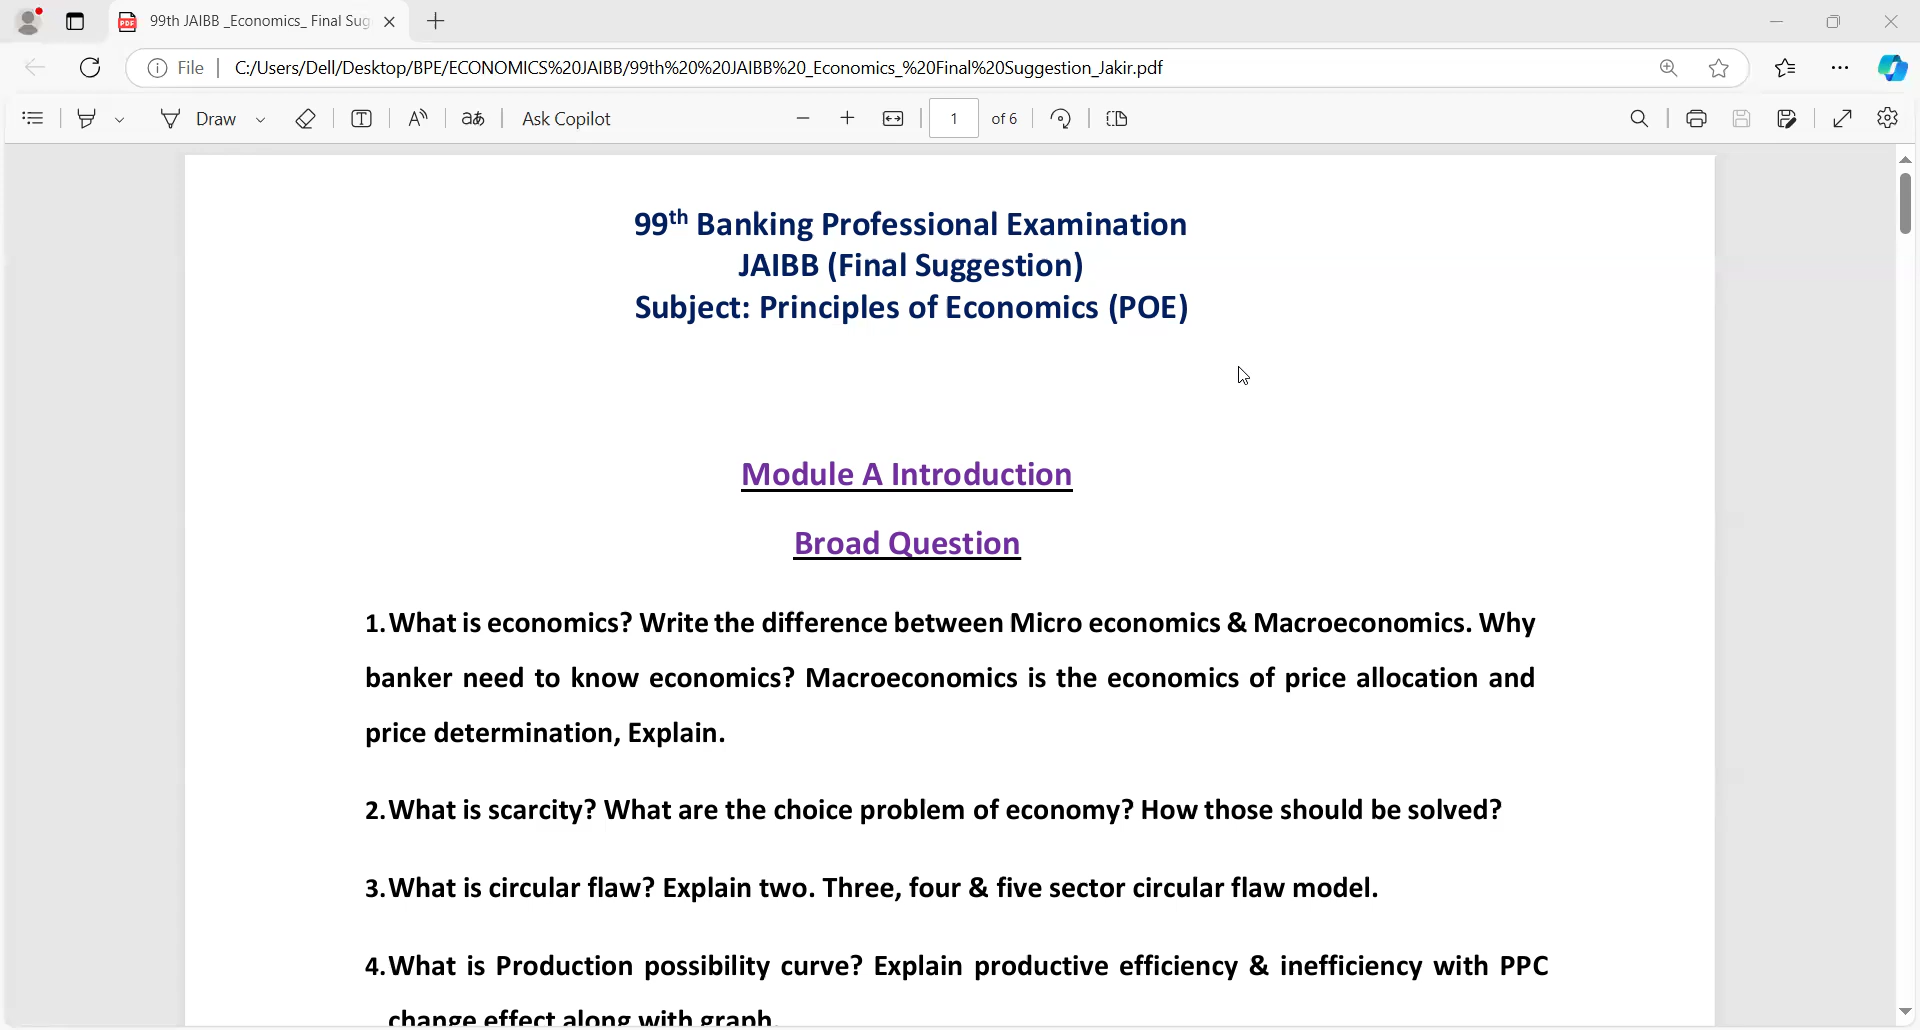 99th JAIBB _Economics_ Final Sug
File
C:/Users/Dell/Desktop/BPE/ECONOMICS%20JAIBB/99th%20%20JAIBB%20_Economics_%20Final%20Suggestion_Jakir.pdf
Draw
Ask Copilot
1 of 6
99th Banking Professional Examination
JAIBB (Final Suggestion)
Subject: Principles of Economics (POE)
Module A Introduction
Broad Question
1.What is economics? Write the difference between Micro economics & Macroeconomics. Why
banker need to know economics? Macroeconomics is the economics of price allocation and
price determination, Explain.
2.What is scarcity? What are the choice problem of economy? How those should be solved?
3.What is circular flaw? Explain two. Three, four & five sector circular flaw model.
4.What is Production possibility curve? Explain productive efficiency & inefficiency with PPC
change effect along with graph.